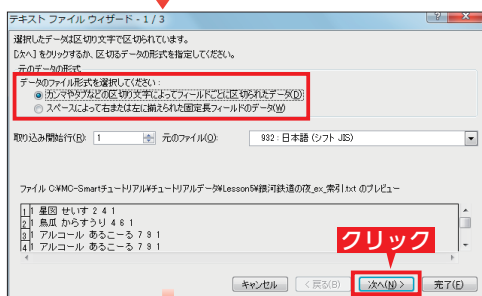 テキスト ファイル ウィザード - 1 / 3
選択したデータは区切り文字で区切られています。
[次へ] をクリックするか、区切るデータの形式を指定してください。
元のデータの形式
データのファイル形式を選択してください:
カンマやタブなどの区切り文字によってフィールドごとに区切られたデータ(D)
スペースによって右または左に揃えられた固定長フィールドのデータ(W)
取り込み開始行(R): 1 元のファイル(O): 932 : 日本語 (シフト JIS)
ファイル C:¥MC-Smartチュートリアル¥チュートリアルデータ¥Lesson5¥銀河鉄道の夜_ex_索引.txt のプレビュー
1 1 星図 せいず 2 4 1
2 1 烏瓜 からすうり 4 6 1
3 1 アルコール あるこーる 7 9 1
4 1 アルコール あるこーる 7 9 1
クリック
キャンセル < 戻る(B) 次へ(N) > 完了(F)